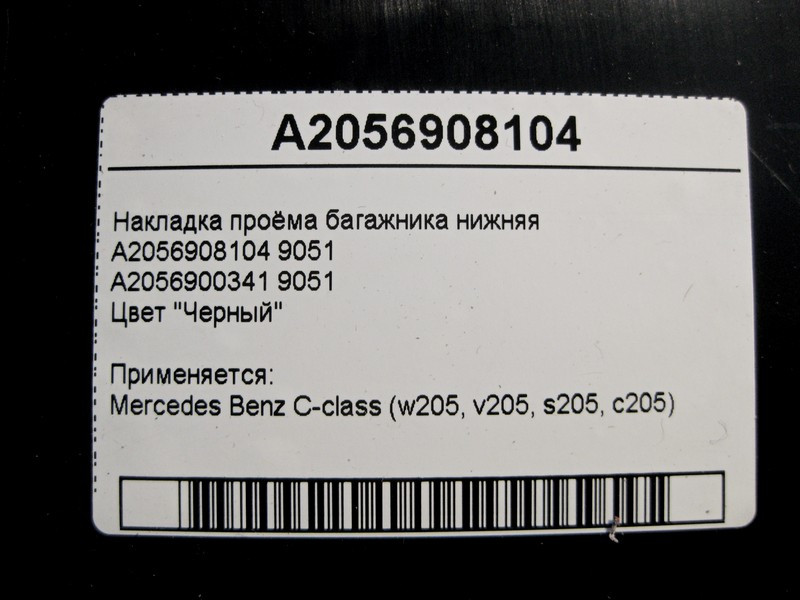 A2056908104
Накладка проёма багажника нижняя
A2056908104 9051
A2056900341 9051
Цвет "Черный"
Применяется:
Mercedes Benz C-class (w205, v205, s205, c205)